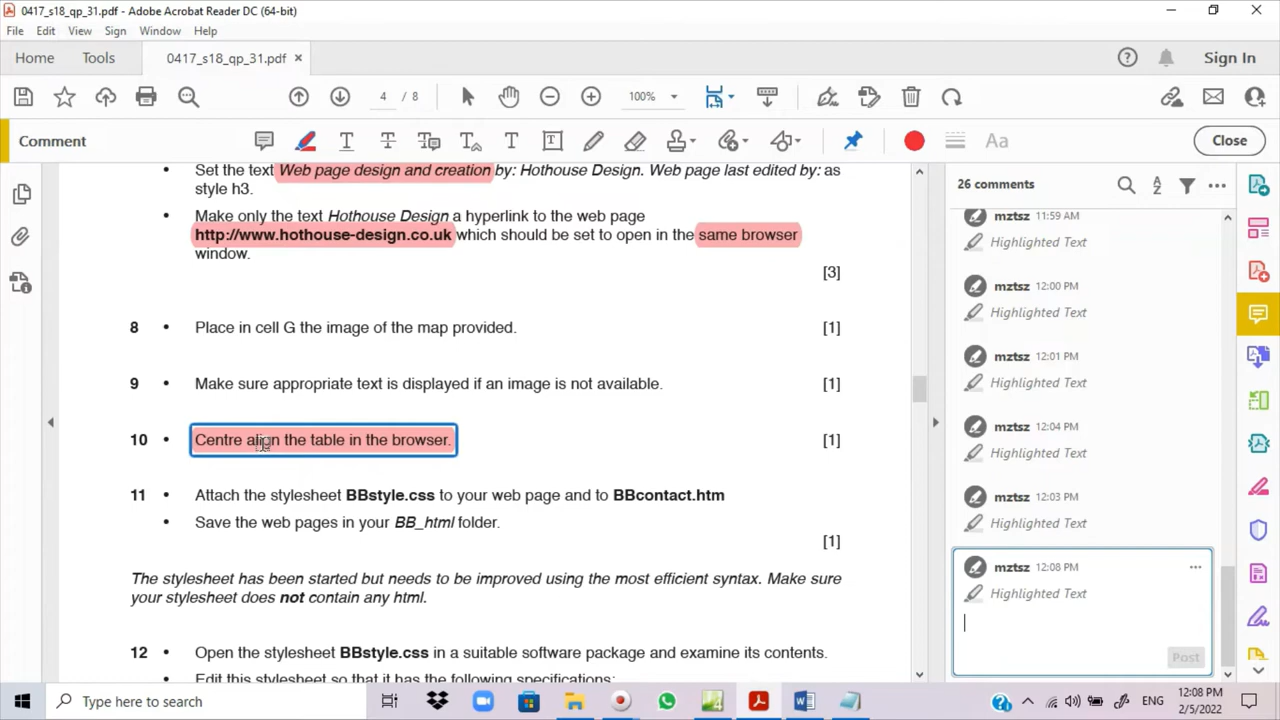 0417_s18_qp_31.pdf - Adobe Acrobat Reader DC (64-bit)
File Edit View Sign Window Help
Home Tools 0417_s18_qp_31.pdf × Sign In
4 / 8 100%
Comment Close
Set the text Web page design and creation by: Hothouse Design. Web page last edited by: as
style h3.
• Make only the text Hothouse Design a hyperlink to the web page
http://www.hothouse-design.co.uk which should be set to open in the same browser
window.
[3]
8 • Place in cell G the image of the map provided. [1]
9 • Make sure appropriate text is displayed if an image is not available. [1]
10 • Centre align the table in the browser. [1]
11 • Attach the stylesheet BBstyle.css to your web page and to BBcontact.htm
• Save the web pages in your BB_html folder.
[1]
The stylesheet has been started but needs to be improved using the most efficient syntax. Make sure
your stylesheet does not contain any html.
12 • Open the stylesheet BBstyle.css in a suitable software package and examine its contents.
Edit this stylesheet so that it has the following specifications:
26 comments
mztsz 11:59 AM
Highlighted Text
mztsz 12:00 PM
Highlighted Text
mztsz 12:01 PM
Highlighted Text
mztsz 12:04 PM
Highlighted Text
mztsz 12:03 PM
Highlighted Text
mztsz 12:08 PM
Highlighted Text
Post
Type here to search
ENG
12:08 PM
2/5/2022